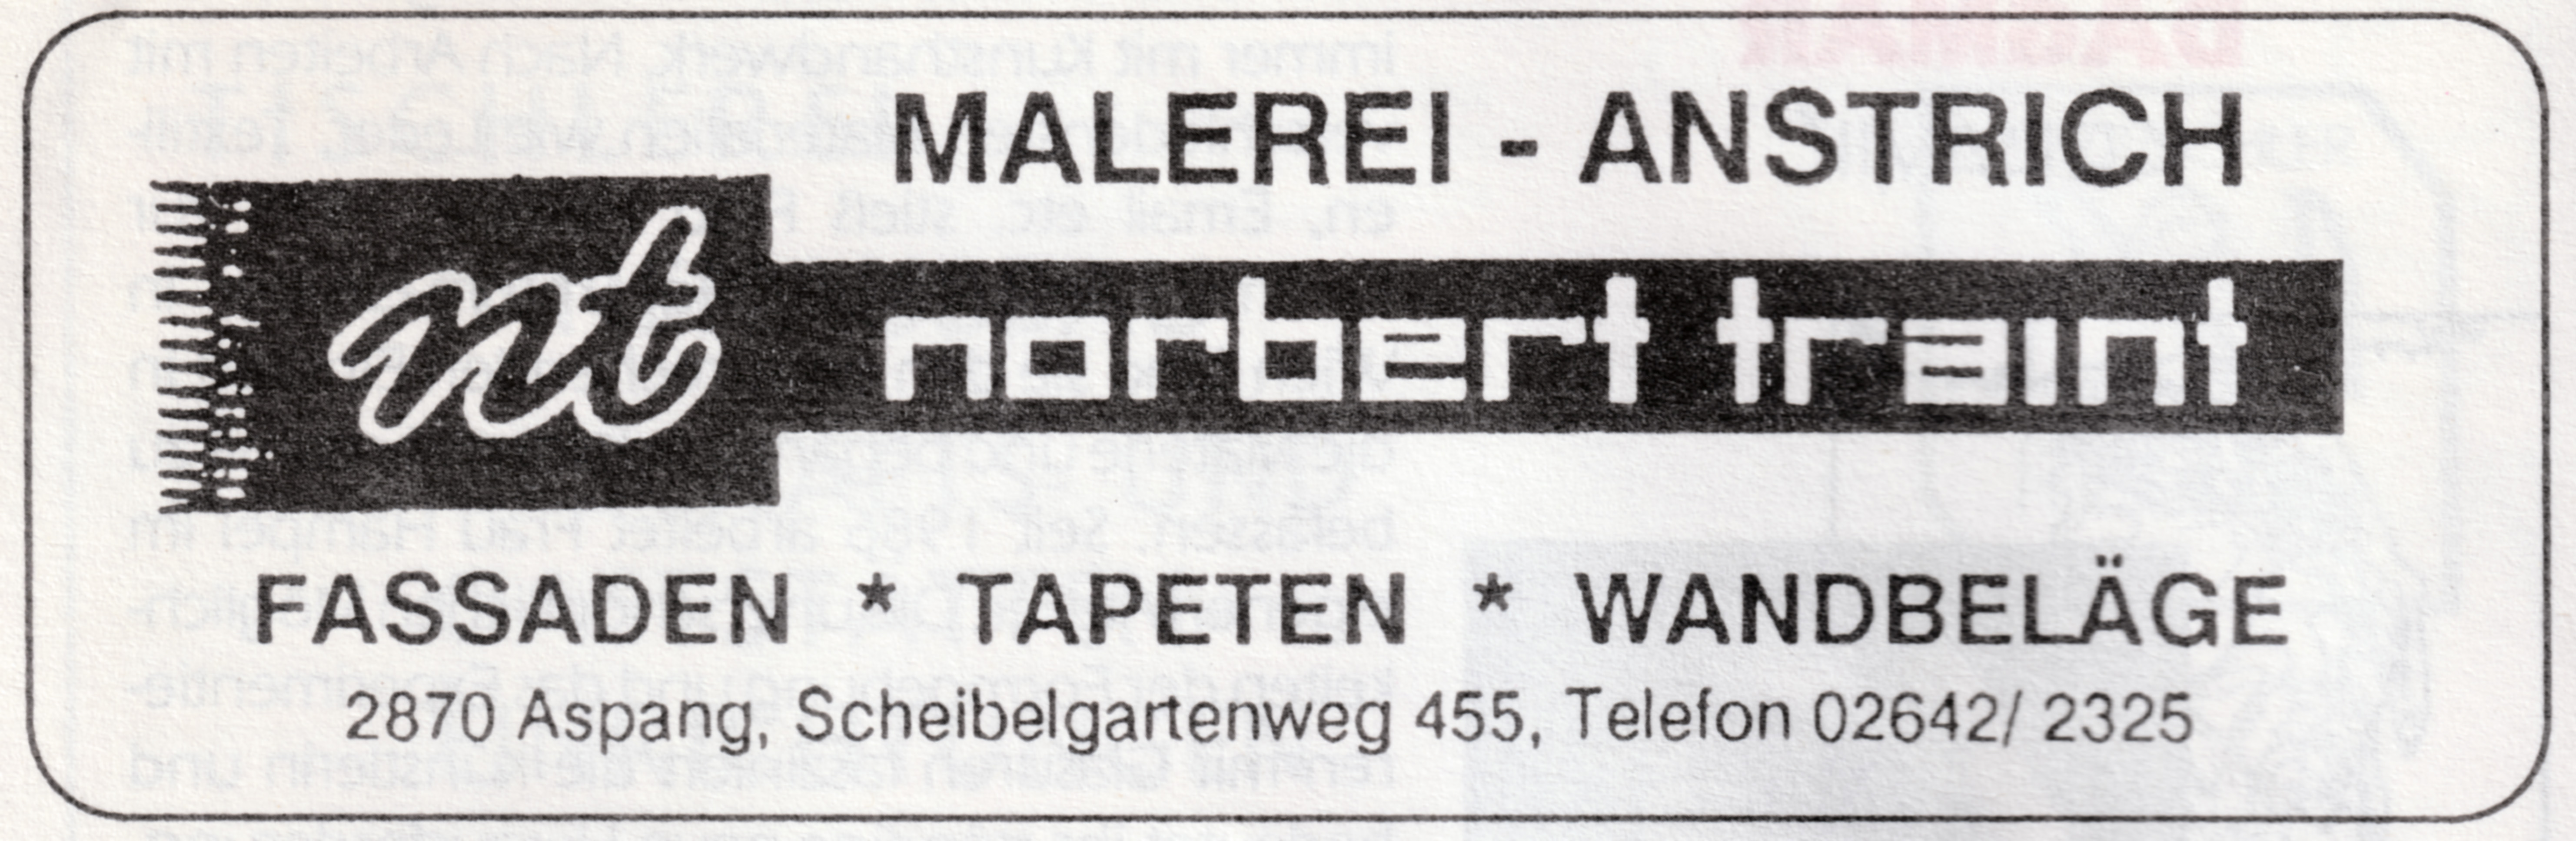 MALEREI - ANSTRICH
nt norbert traint
FASSADEN * TAPETEN * WANDBELÄGE
2870 Aspang, Scheibelgartenweg 455, Telefon 02642/ 2325